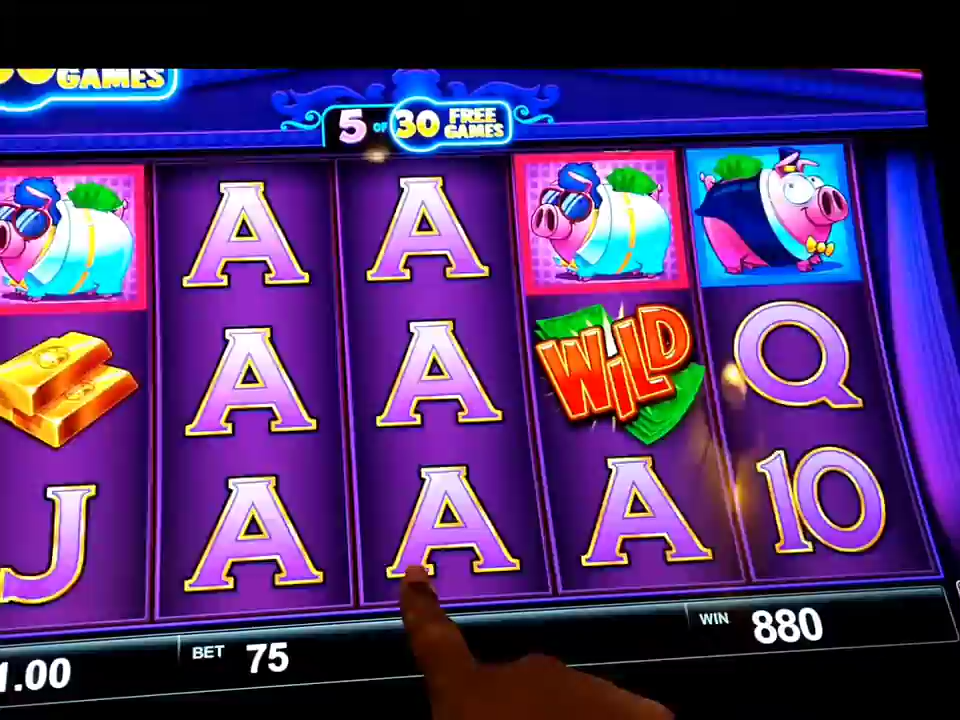 GAMES
5 OF 30 FREE GAMES
A A
A A WILD Q
J A A A 10
1.00 BET 75 WIN 880